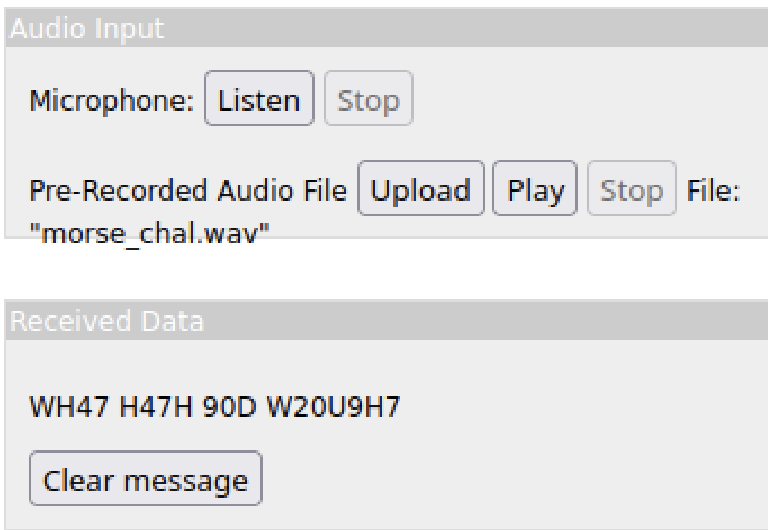 Audio Input
Microphone: Listen Stop
Pre-Recorded Audio File Upload Play Stop File:
"morse_chal.wav"
Received Data
WH47 H47H 90D W20U9H7
Clear message